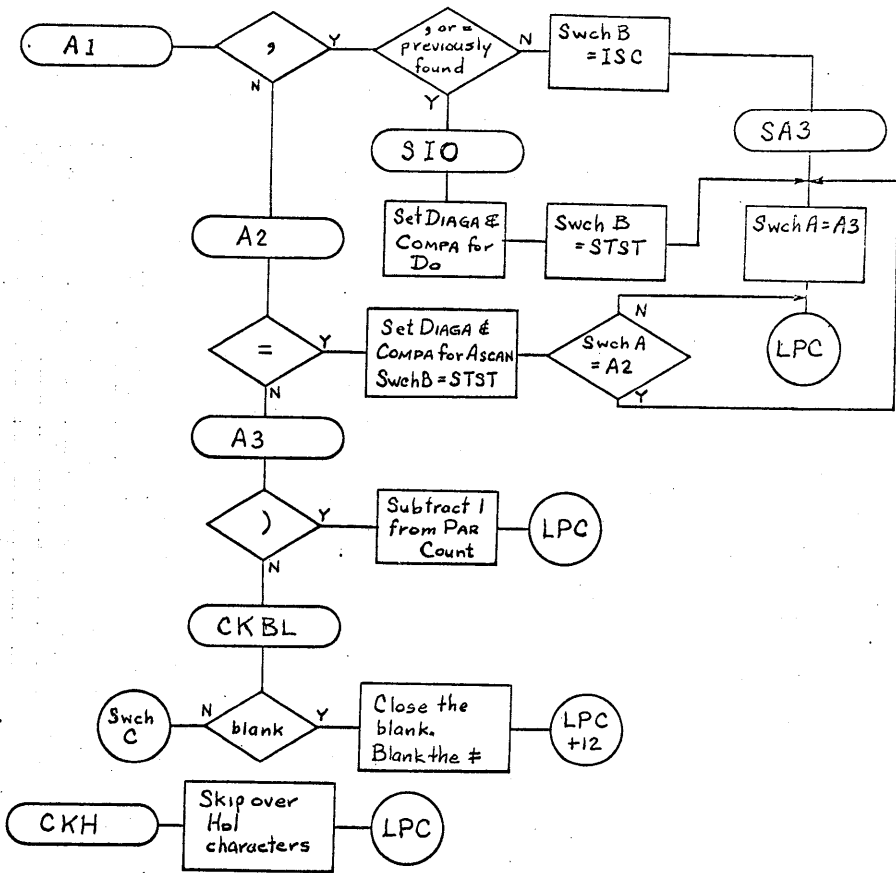 A1
,
Y
N
, or =
previously
found
N
Y
Swch B
=ISC
SA3
SIO
A2
Set DIAGA &
COMPA for
Do
Swch B
=STST
Swch A=A3
=
Y
N
Set DIAGA &
COMPA for ASCAN
Swch B=STST
N
Swch A
=A2
Y
LPC
A3
)
Y
N
Subtract 1
from PAR
Count
LPC
CKBL
Swch
C
N
blank
Y
Close the
blank.
Blank the ‡
LPC
+12
CKH
Skip over
Hol
characters
LPC